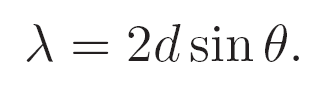 λ = 2d sin θ.